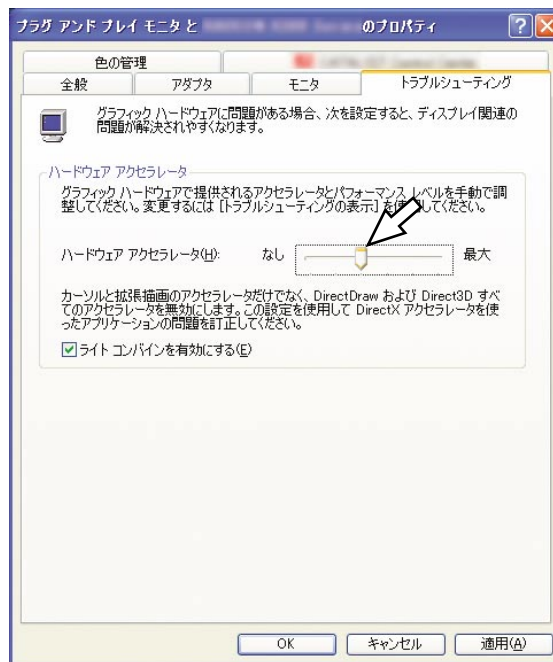 プラグ アンド プレイ モニタ と のプロパティ
色の管理
全般 アダプタ モニタ トラブルシューティング
グラフィック ハードウェアに問題がある場合、次を設定すると、ディスプレイ関連の
問題が解決されやすくなります。
ハードウェア アクセラレータ
グラフィック ハードウェアで提供されるアクセラレータとパフォーマンス レベルを手動で調
整してください。変更するには [トラブルシューティングの表示] を使用してください。
ハードウェア アクセラレータ(H): なし 最大
カーソルと拡張描画のアクセラレータだけでなく、DirectDraw および Direct3D すべ
てのアクセラレータを無効にします。この設定を使用して DirectX アクセラレータを使
ったアプリケーションの問題を訂正してください。
ライト コンバインを有効にする(E)
OK キャンセル 適用(A)